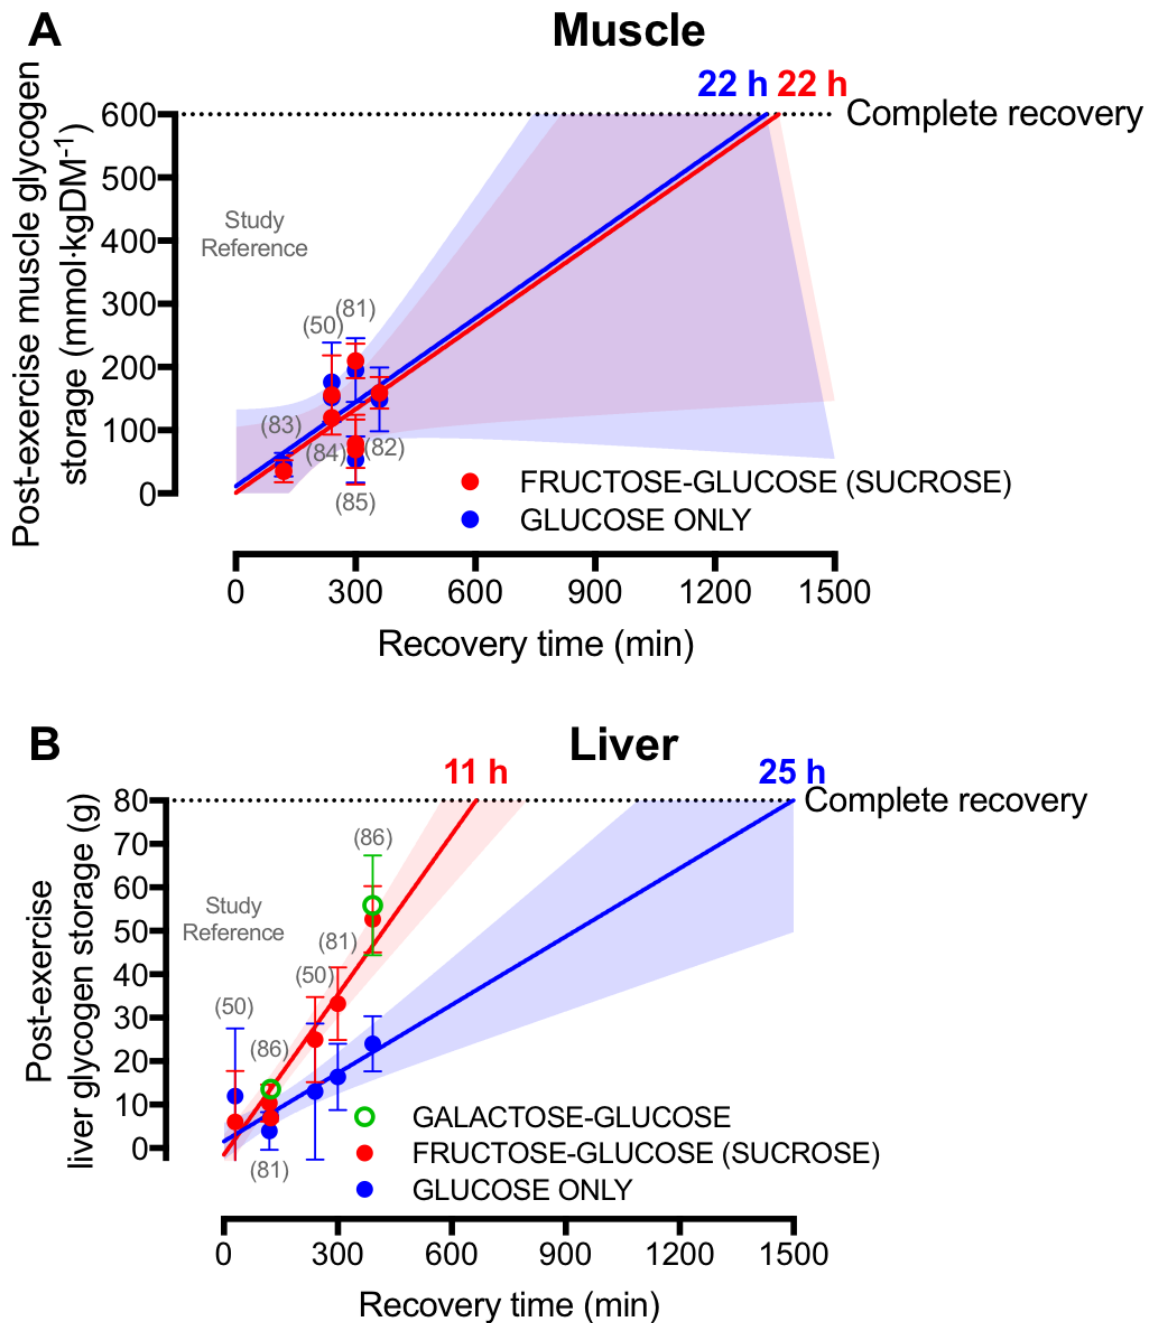 A
Muscle
22 h 22 h
Complete recovery
Post-exercise muscle glycogen
storage (mmol·kgDM⁻¹)
600
500
400
300
200
100
0
Study
Reference
(81)
(50)
(83)
(84)
(82)
(85)
FRUCTOSE-GLUCOSE (SUCROSE)
GLUCOSE ONLY
0 300 600 900 1200 1500
Recovery time (min)
B
Liver
11 h
25 h
Complete recovery
Post-exercise
liver glycogen storage (g)
80
70
60
50
40
30
20
10
0
Study
Reference
(86)
(81)
(50)
(50)
(86)
(81)
GALACTOSE-GLUCOSE
FRUCTOSE-GLUCOSE (SUCROSE)
GLUCOSE ONLY
0 300 600 900 1200 1500
Recovery time (min)